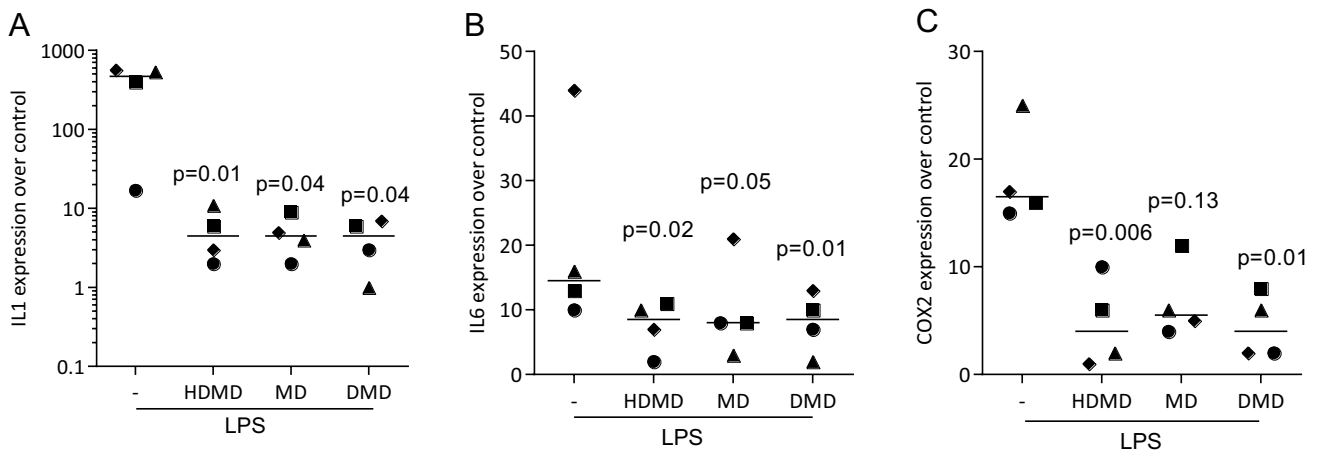 A
IL1 expression over control
1000
100
10
1
0.1
p=0.01
p=0.04
p=0.04
- HDMD MD DMD
LPS
B
IL6 expression over control
50
40
30
20
10
0
p=0.02
p=0.05
p=0.01
- HDMD MD DMD
LPS
C
COX2 expression over control
30
20
10
0
p=0.006
p=0.13
p=0.01
- HDMD MD DMD
LPS